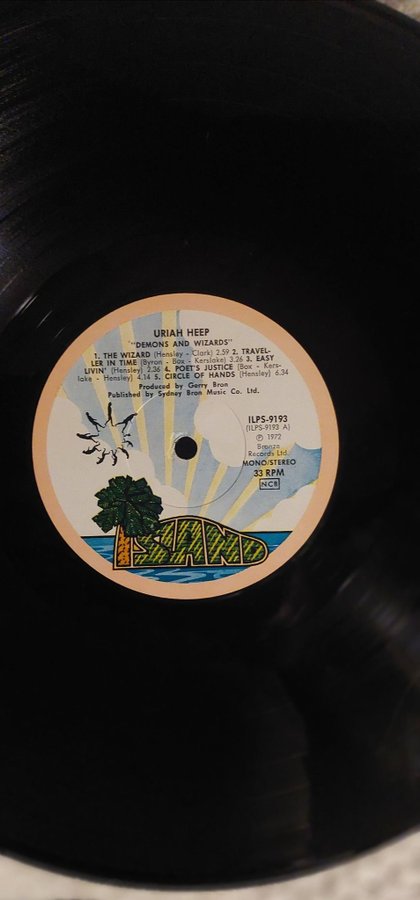 URIAH HEEP
"DEMONS AND WIZARDS"
1. THE WIZARD (Hensley - Clark) 2.59 2. TRAVEL-
LER IN TIME (Byron - Box - Kerslake) 3.26 3. EASY
LIVIN' (Hensley) 2.36 4. POET'S JUSTICE (Box - Kers-
lake - Hensley) 4.14 5. CIRCLE OF HANDS (Hensley) 6.34
Produced by Gerry Bron
Published by Sydney Bron Music Co. Ltd.
ILPS-9193
(ILPS-9193 A)
℗ 1972
Bronze
Records Ltd.
MONO/STEREO
33 RPM
NCB
ISLAND